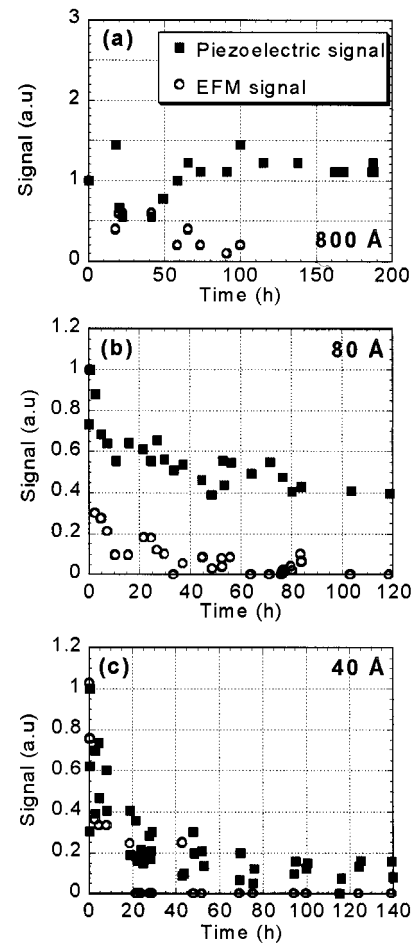 (a)
Piezoelectric signal
EFM signal
Signal (a.u)
3
2
1
0
800 Å
0 50 100 150 200
Time (h)
(b)
80 Å
Signal (a.u)
1.2
1
0.8
0.6
0.4
0.2
0
0 20 40 60 80 100 120
Time (h)
(c)
40 Å
Signal (a.u)
1.2
1.0
0.8
0.6
0.4
0.2
0
0 20 40 60 80 100 120 140
Time (h)